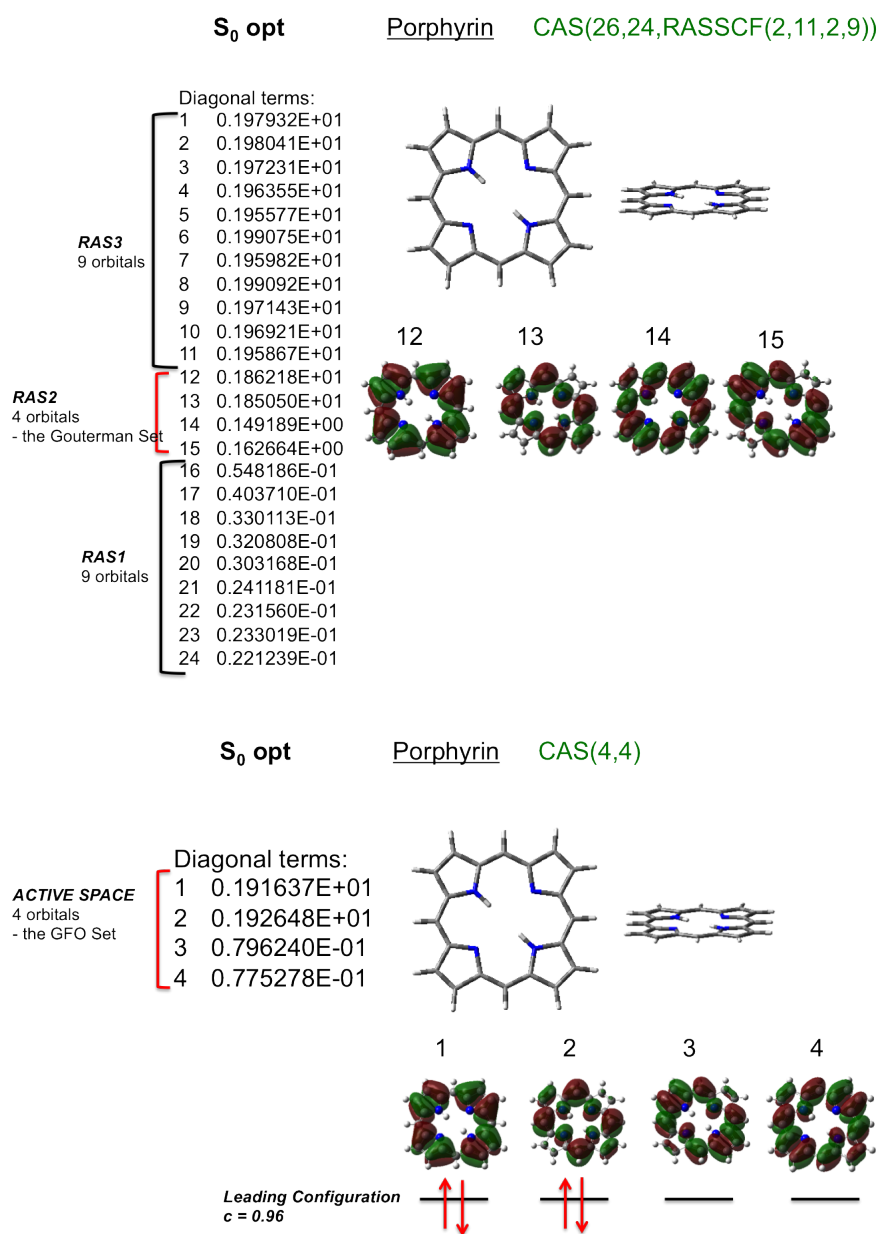 S0 opt Porphyrin CAS(26,24,RASSCF(2,11,2,9))
Diagonal terms:
1 0.197932E+01
2 0.198041E+01
3 0.197231E+01
4 0.196355E+01
5 0.195577E+01
6 0.199075E+01
7 0.195982E+01
8 0.199092E+01
9 0.197143E+01
10 0.196921E+01
11 0.195867E+01
12 0.186218E+01
13 0.185050E+01
14 0.149189E+00
15 0.162664E+00
16 0.548186E-01
17 0.403710E-01
18 0.330113E-01
19 0.320808E-01
20 0.303168E-01
21 0.241181E-01
22 0.231560E-01
23 0.233019E-01
24 0.221239E-01
RAS3
9 orbitals
RAS2
4 orbitals
- the Gouterman Set
RAS1
9 orbitals
12 13 14 15
S0 opt Porphyrin CAS(4,4)
Diagonal terms:
1 0.191637E+01
2 0.192648E+01
3 0.796240E-01
4 0.775278E-01
ACTIVE SPACE
4 orbitals
- the GFO Set
1 2 3 4
Leading Configuration
c = 0.96